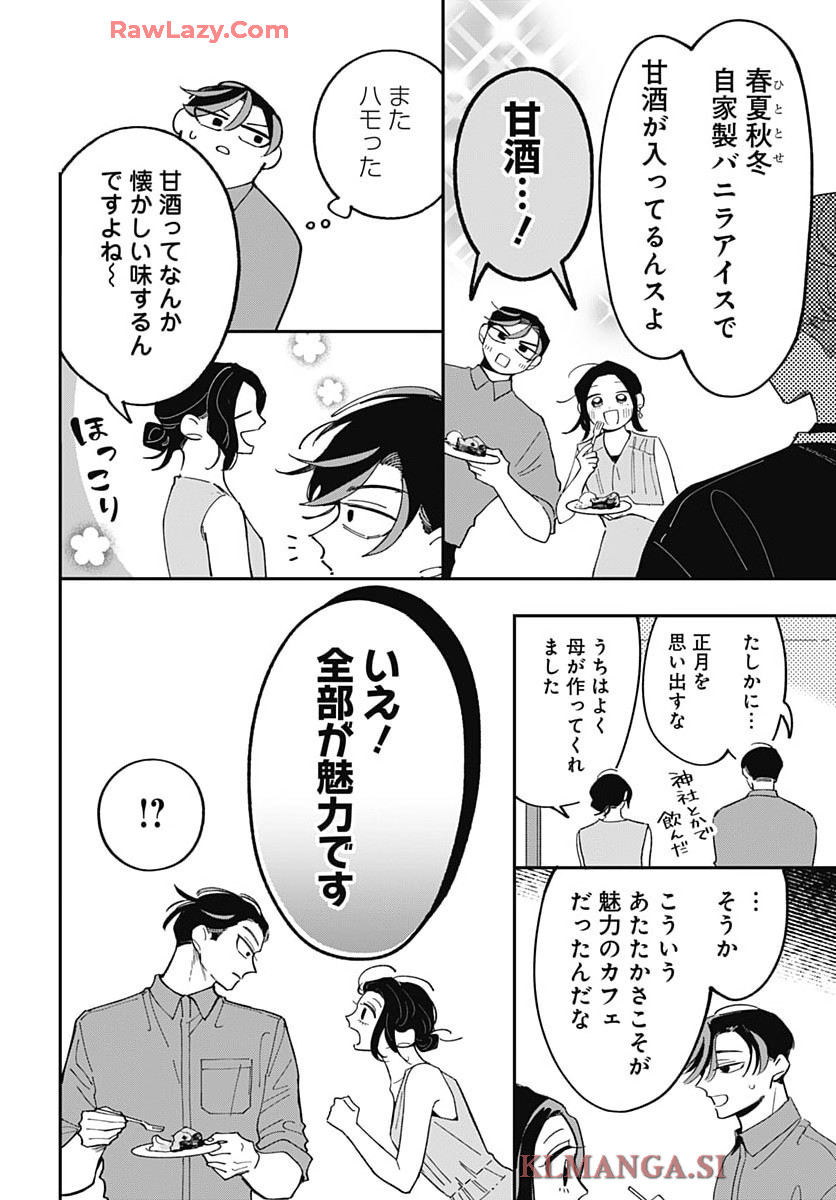 RawLazy.Com
春夏秋冬
ひととせ
自家製バニラアイスで
甘酒が入ってるんスよ
甘酒…！
また
ハモった
甘酒ってなんか
懐かしい味するん
ですよね～
ほっこり
たしかに…
正月を
思い出すな
神社とかで
飲んだ
うちはよく
母が作ってくれ
ました
…
そうか
こういう
あたたかさこそが
魅力のカフェ
だったんだな
いえ！
全部が魅力です
!?
KLMANGA.SI